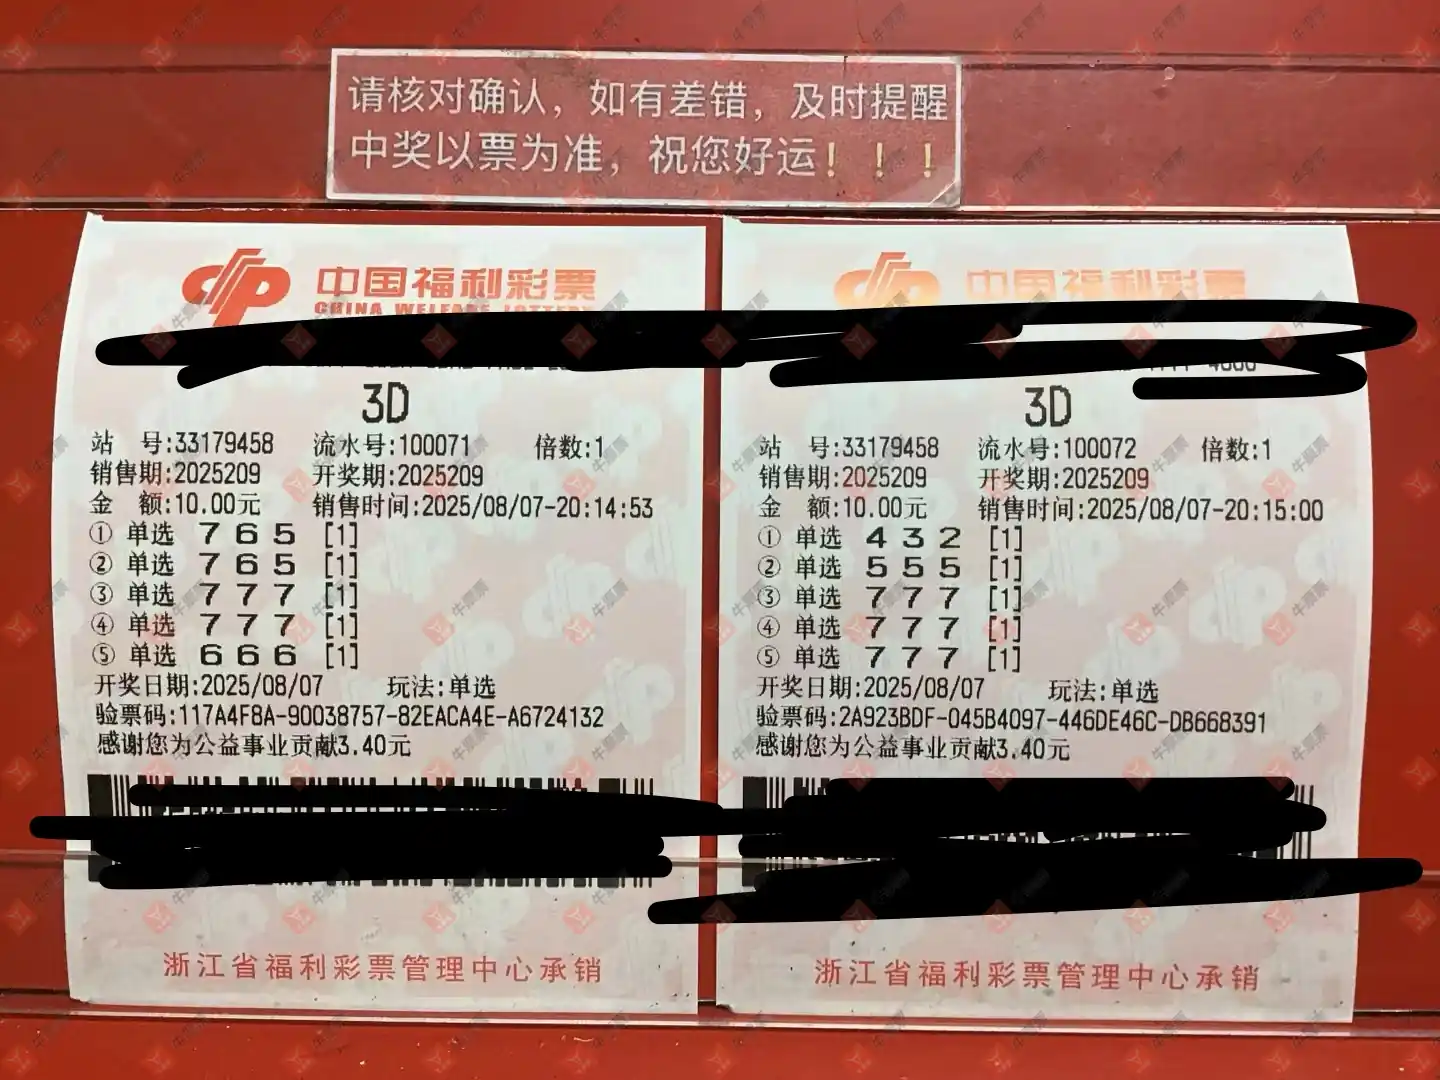 请核对确认，如有差错，及时提醒
中奖以票为准，祝您好运！！！
中国福利彩票
CHINA WELFARE LOTTERY
3D
站 号:33179458 流水号:100071 倍数:1
销售期:2025209 开奖期:2025209
金 额:10.00元 销售时间:2025/08/07-20:14:53
① 单选 7 6 5 [1]
② 单选 7 6 5 [1]
③ 单选 7 7 7 [1]
④ 单选 7 7 7 [1]
⑤ 单选 6 6 6 [1]
开奖日期:2025/08/07 玩法:单选
验票码:117A4F8A-90038757-82EACA4E-A6724132
感谢您为公益事业贡献3.40元
浙江省福利彩票管理中心承销
中国福利彩票
3D
站 号:33179458 流水号:100072 倍数:1
销售期:2025209 开奖期:2025209
金 额:10.00元 销售时间:2025/08/07-20:15:00
① 单选 4 3 2 [1]
② 单选 5 5 5 [1]
③ 单选 7 7 7 [1]
④ 单选 7 7 7 [1]
⑤ 单选 7 7 7 [1]
开奖日期:2025/08/07 玩法:单选
验票码:2A923BDF-045B4097-446DE46C-DB668391
感谢您为公益事业贡献3.40元
浙江省福利彩票管理中心承销